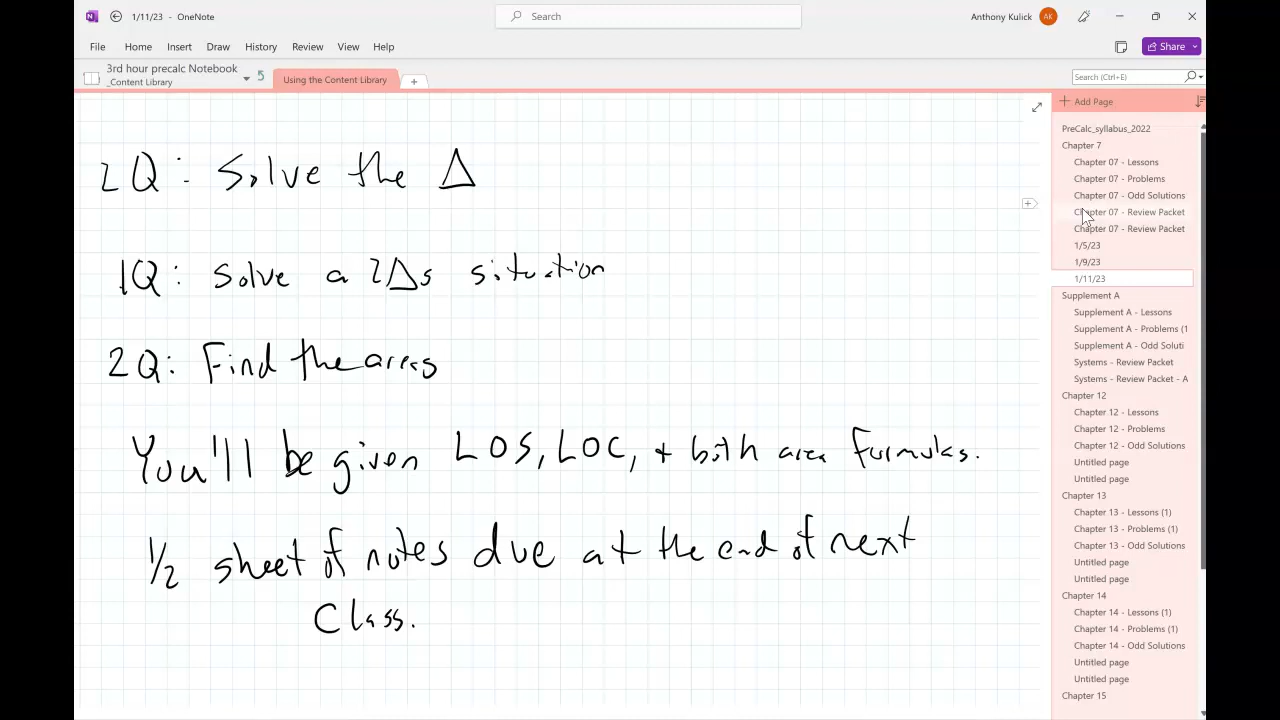 1/11/23 - OneNote
Search
Anthony Kulick
AK
File Home Insert Draw History Review View Help
Share
3rd hour precalc Notebook
_Content Library
Using the Content Library
Search (Ctrl+E)
Add Page
2Q: Solve the Δ
1Q: Solve a 2Δs situation
2Q: Find the areas
You'll be given LOS, LOC, + both area formulas.
1/2 sheet of notes due at the end of next
Class.
PreCalc_syllabus_2022
Chapter 7
Chapter 07 - Lessons
Chapter 07 - Problems
Chapter 07 - Odd Solutions
Chapter 07 - Review Packet
Chapter 07 - Review Packet
1/5/23
1/9/23
1/11/23
Supplement A
Supplement A - Lessons
Supplement A - Problems (1
Supplement A - Odd Soluti
Systems - Review Packet
Systems - Review Packet - A
Chapter 12
Chapter 12 - Lessons
Chapter 12 - Problems
Chapter 12 - Odd Solutions
Untitled page
Untitled page
Chapter 13
Chapter 13 - Lessons (1)
Chapter 13 - Problems (1)
Chapter 13 - Odd Solutions
Untitled page
Untitled page
Chapter 14
Chapter 14 - Lessons (1)
Chapter 14 - Problems (1)
Chapter 14 - Odd Solutions
Untitled page
Untitled page
Chapter 15